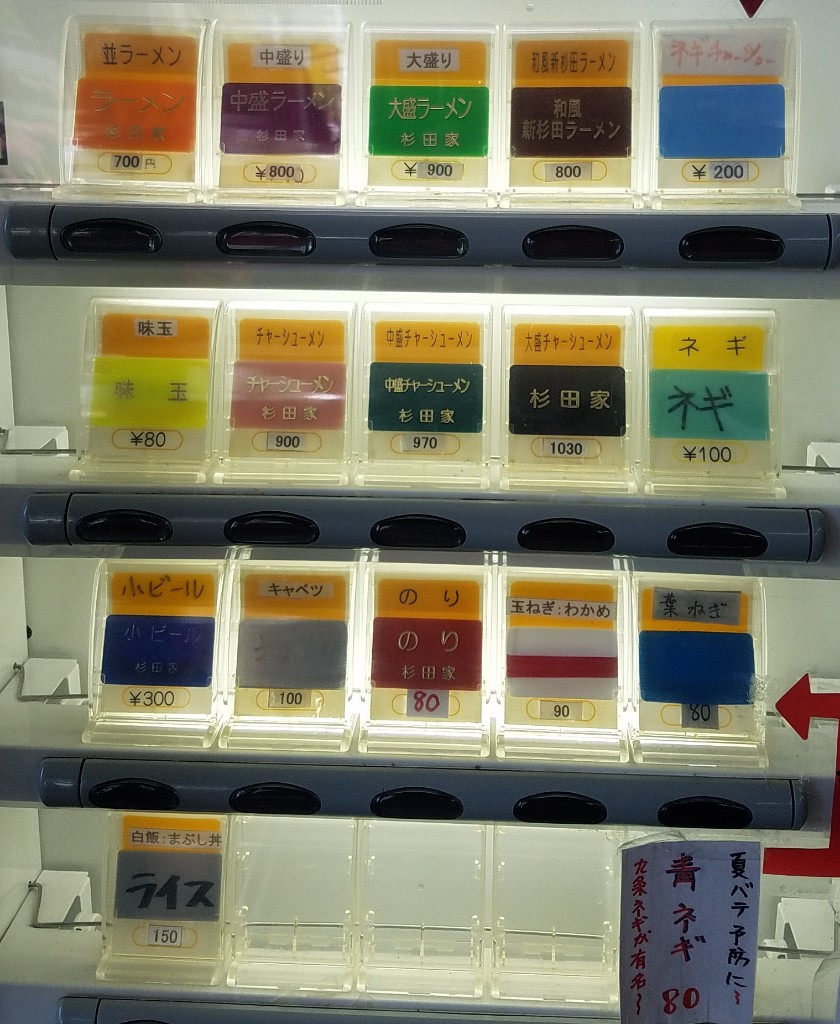 並ラーメン
ラーメン
杉田家
700円
中盛り
中盛ラーメン
杉田家
¥800
大盛り
大盛ラーメン
杉田家
¥900
和風新杉田ラーメン
和風
新杉田ラーメン
800
ネギチャーシュー
¥200
味玉
味玉
¥80
チャーシューメン
チャーシューメン
杉田家
900
中盛チャーシューメン
中盛チャーシューメン
杉田家
970
大盛チャーシューメン
杉田家
1030
ネギ
ネギ
¥100
小ビール
小ビール
杉田家
¥300
キャベツ
100
のり
のり
杉田家
80
玉ねぎ:わかめ
90
葉ねぎ
80
白飯:まぶし丼
ライス
150
夏バテ予防に〜
青ネギ 80
九条ネギが有名〜